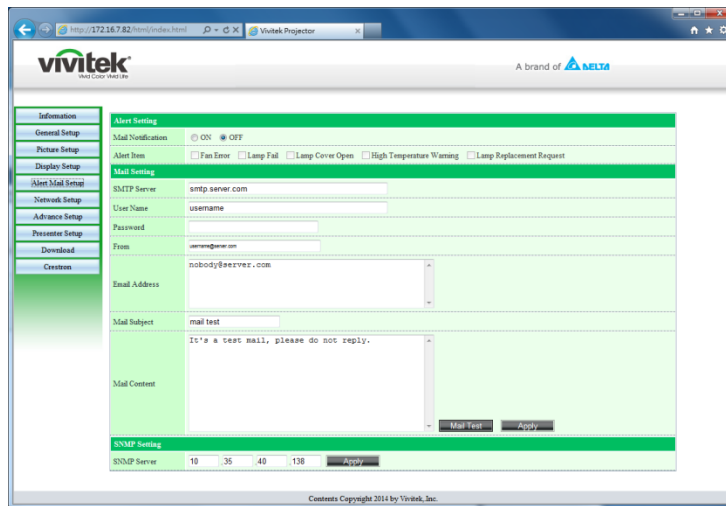 http://172.16.7.82/html/index.html
Vivitek Projector
vivitek
Vivid Color Vivid Life
A brand of DELTA
Information
General Setup
Picture Setup
Display Setup
Alert Mail Setup
Network Setup
Advance Setup
Presenter Setup
Download
Crestron
Alert Setting
Mail Notification ON OFF
Alert Item Fan Error Lamp Fail Lamp Cover Open High Temperature Warning Lamp Replacement Request
Mail Setting
SMTP Server smtp.server.com
User Name username
Password
From username@server.com
Email Address nobody@server.com
Mail Subject mail test
Mail Content It's a test mail, please do not reply.
Mail Test Apply
SNMP Setting
SNMP Server 10 .35 .40 .138 Apply
Contents Copyright 2014 by Vivitek, Inc.